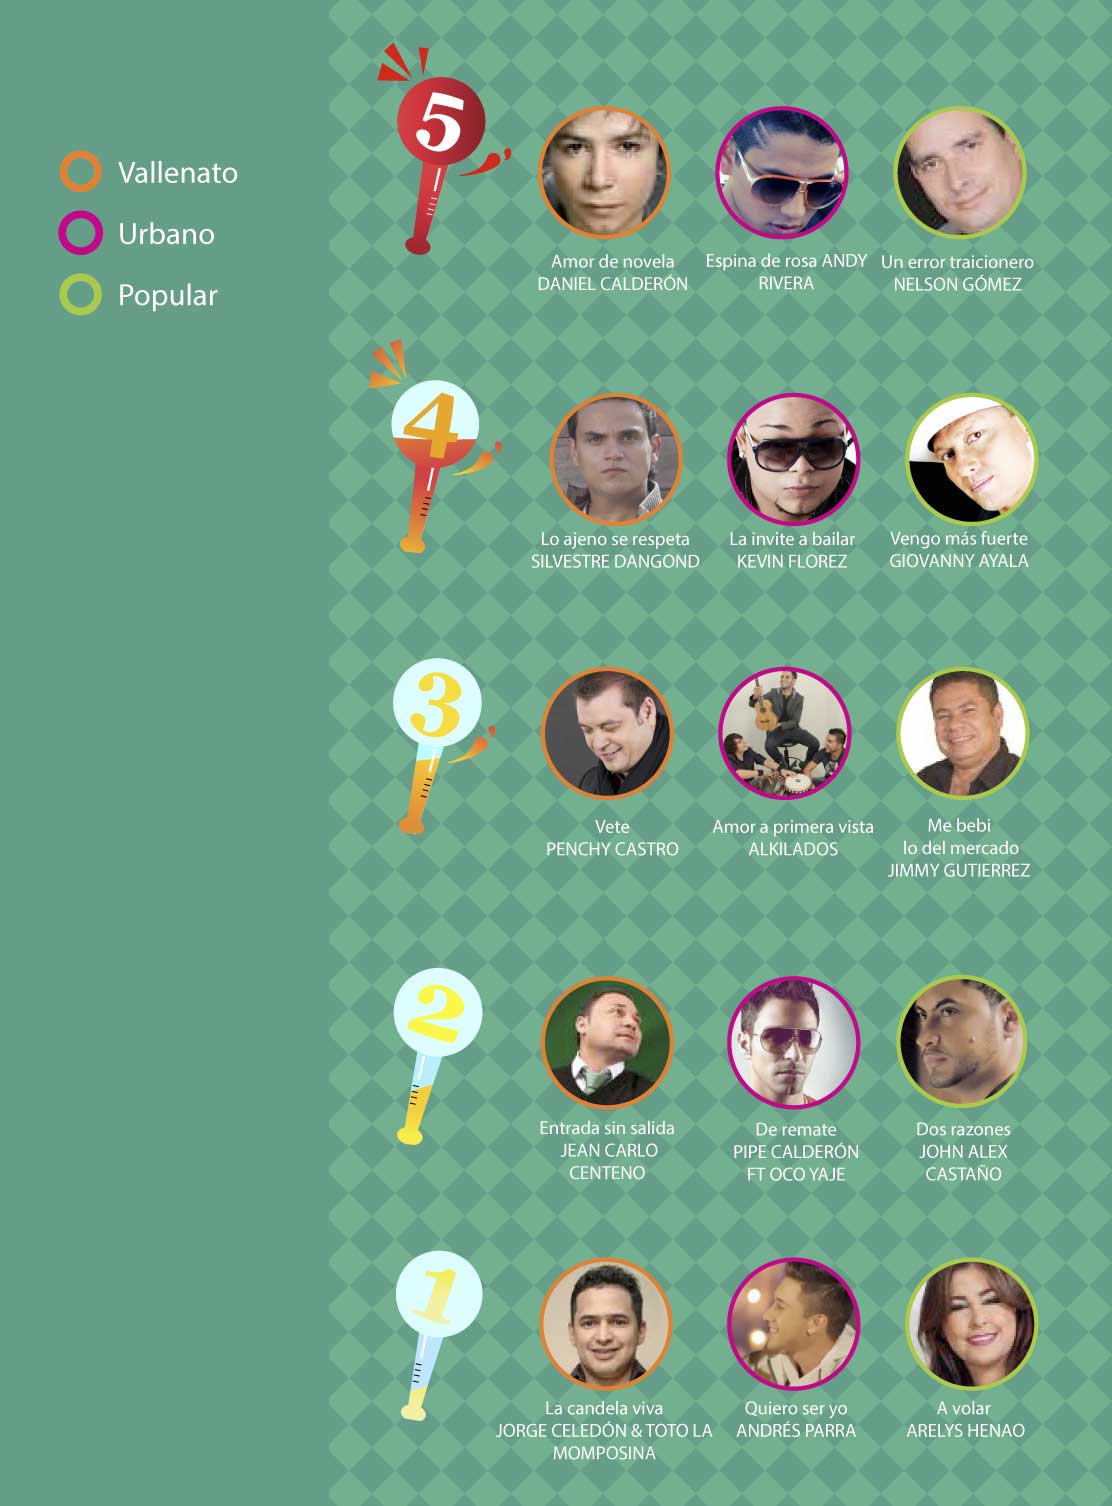 Vallenato
Urbano
Popular
5
Amor de novela
DANIEL CALDERÓN
Espina de rosa ANDY
RIVERA
Un error traicionero
NELSON GÓMEZ
4
Lo ajeno se respeta
SILVESTRE DANGOND
La invite a bailar
KEVIN FLOREZ
Vengo más fuerte
GIOVANNY AYALA
3
Vete
PENCHY CASTRO
Amor a primera vista
ALKILADOS
Me bebi
lo del mercado
JIMMY GUTIERREZ
2
Entrada sin salida
JEAN CARLO
CENTENO
De remate
PIPE CALDERÓN
FT OCO YAJE
Dos razones
JOHN ALEX
CASTAÑO
1
La candela viva
JORGE CELEDÓN & TOTO LA
MOMPOSINA
Quiero ser yo
ANDRÉS PARRA
A volar
ARELYS HENAO